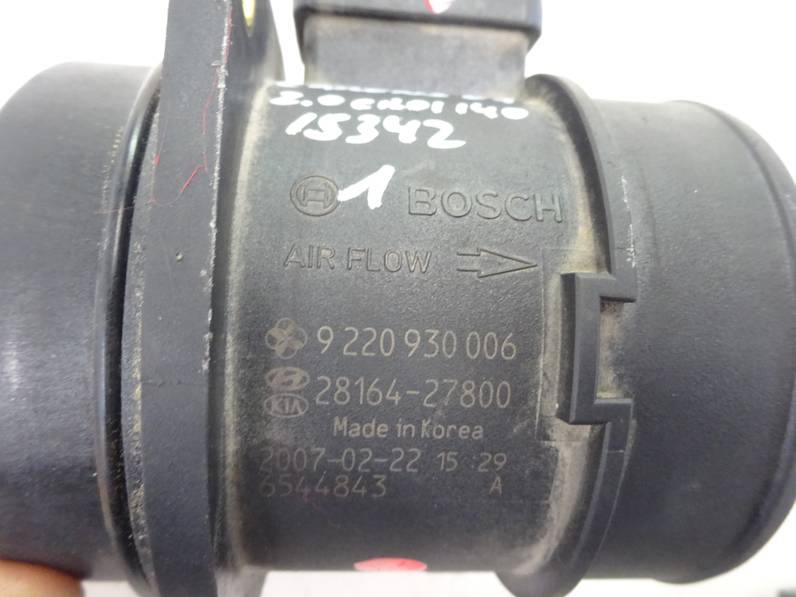 2.0 CRDI 140
15342
1
BOSCH
AIR FLOW
9 220 930 006
28164-27800
KIA
Made in Korea
2007-02-22 15:29
6544843 A